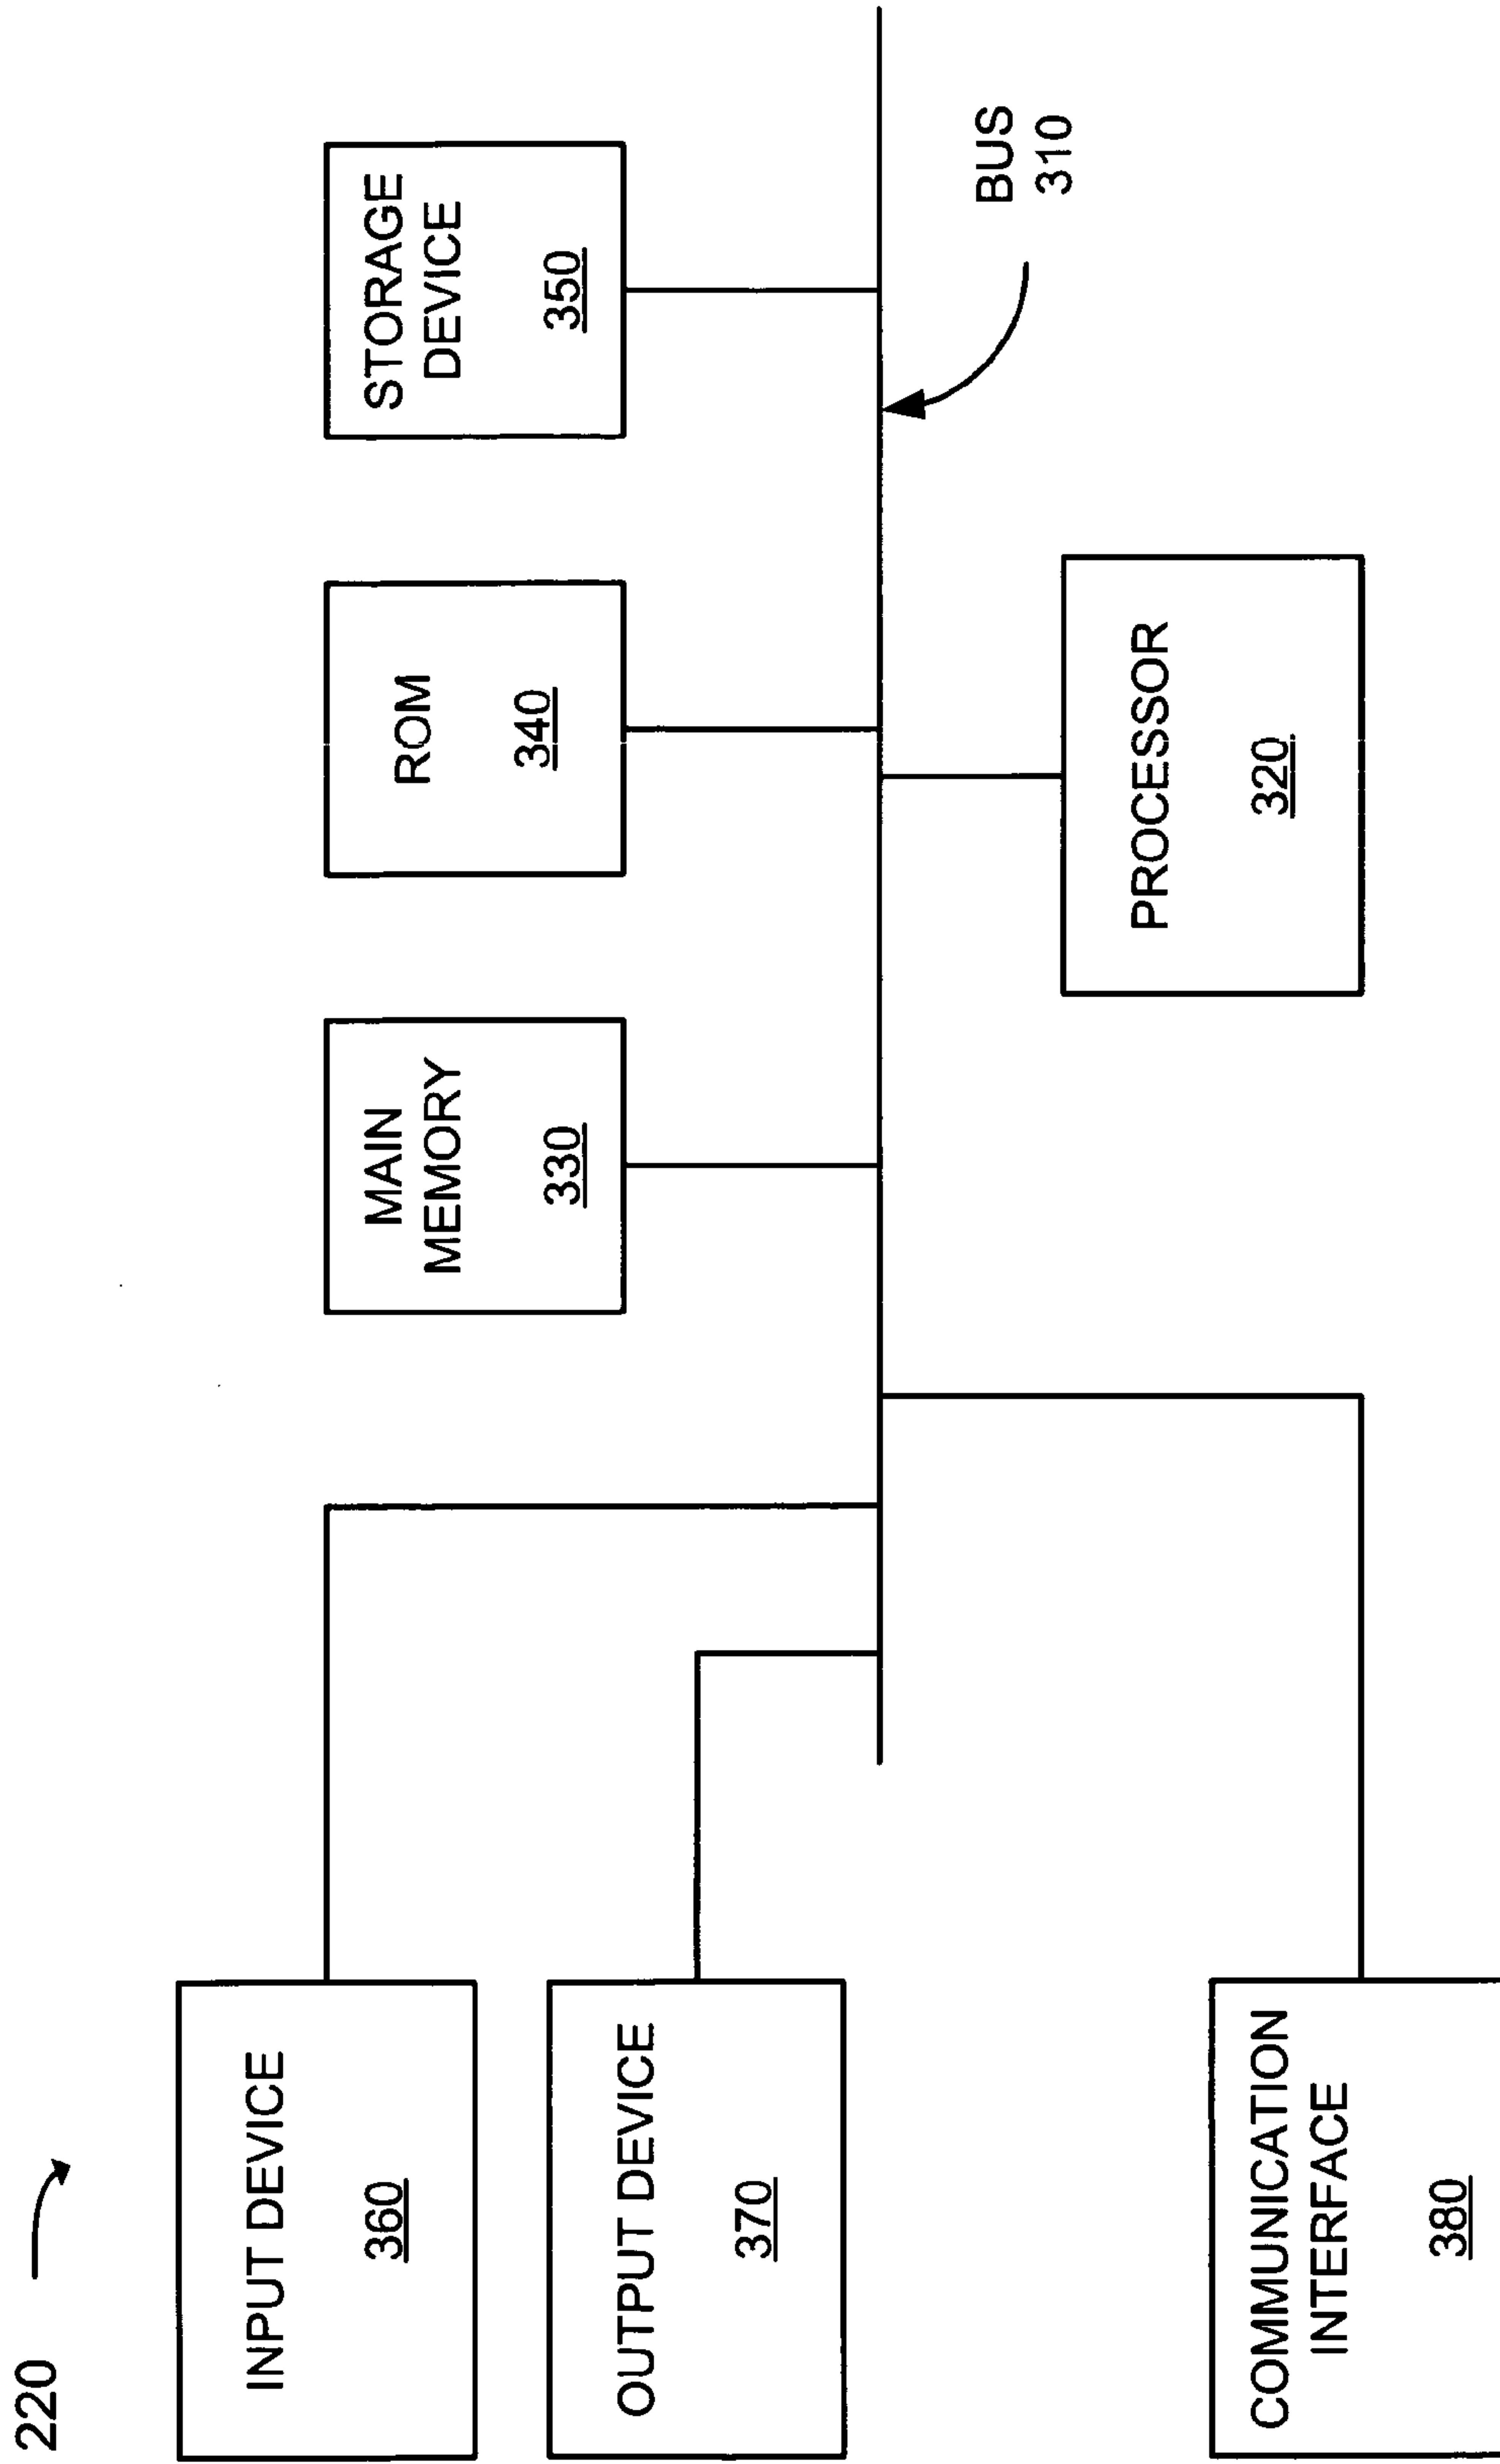 220
INPUT DEVICE
360
OUTPUT DEVICE
370
COMMUNICATION
INTERFACE
380
MAIN
MEMORY
330
ROM
340
STORAGE
DEVICE
350
PROCESSOR
320
BUS
310